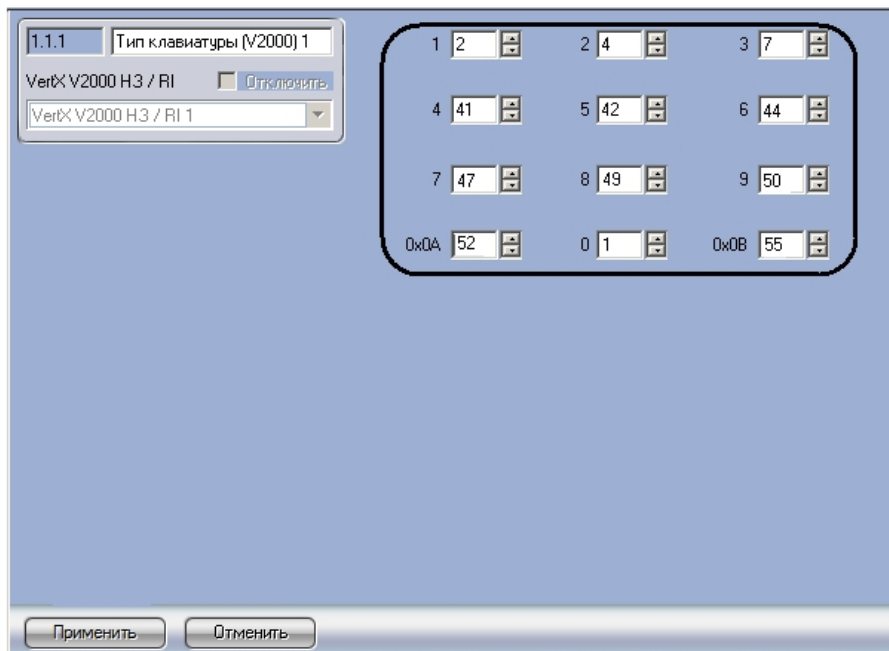 1.1.1 Тип клавиатуры (V2000) 1
VertX V2000 H3 / RI Отключить
VertX V2000 H3 / RI 1
1 2 2 4 3 7
4 41 5 42 6 44
7 47 8 49 9 50
0x0A 52 0 1 0x0B 55
Применить Отменить